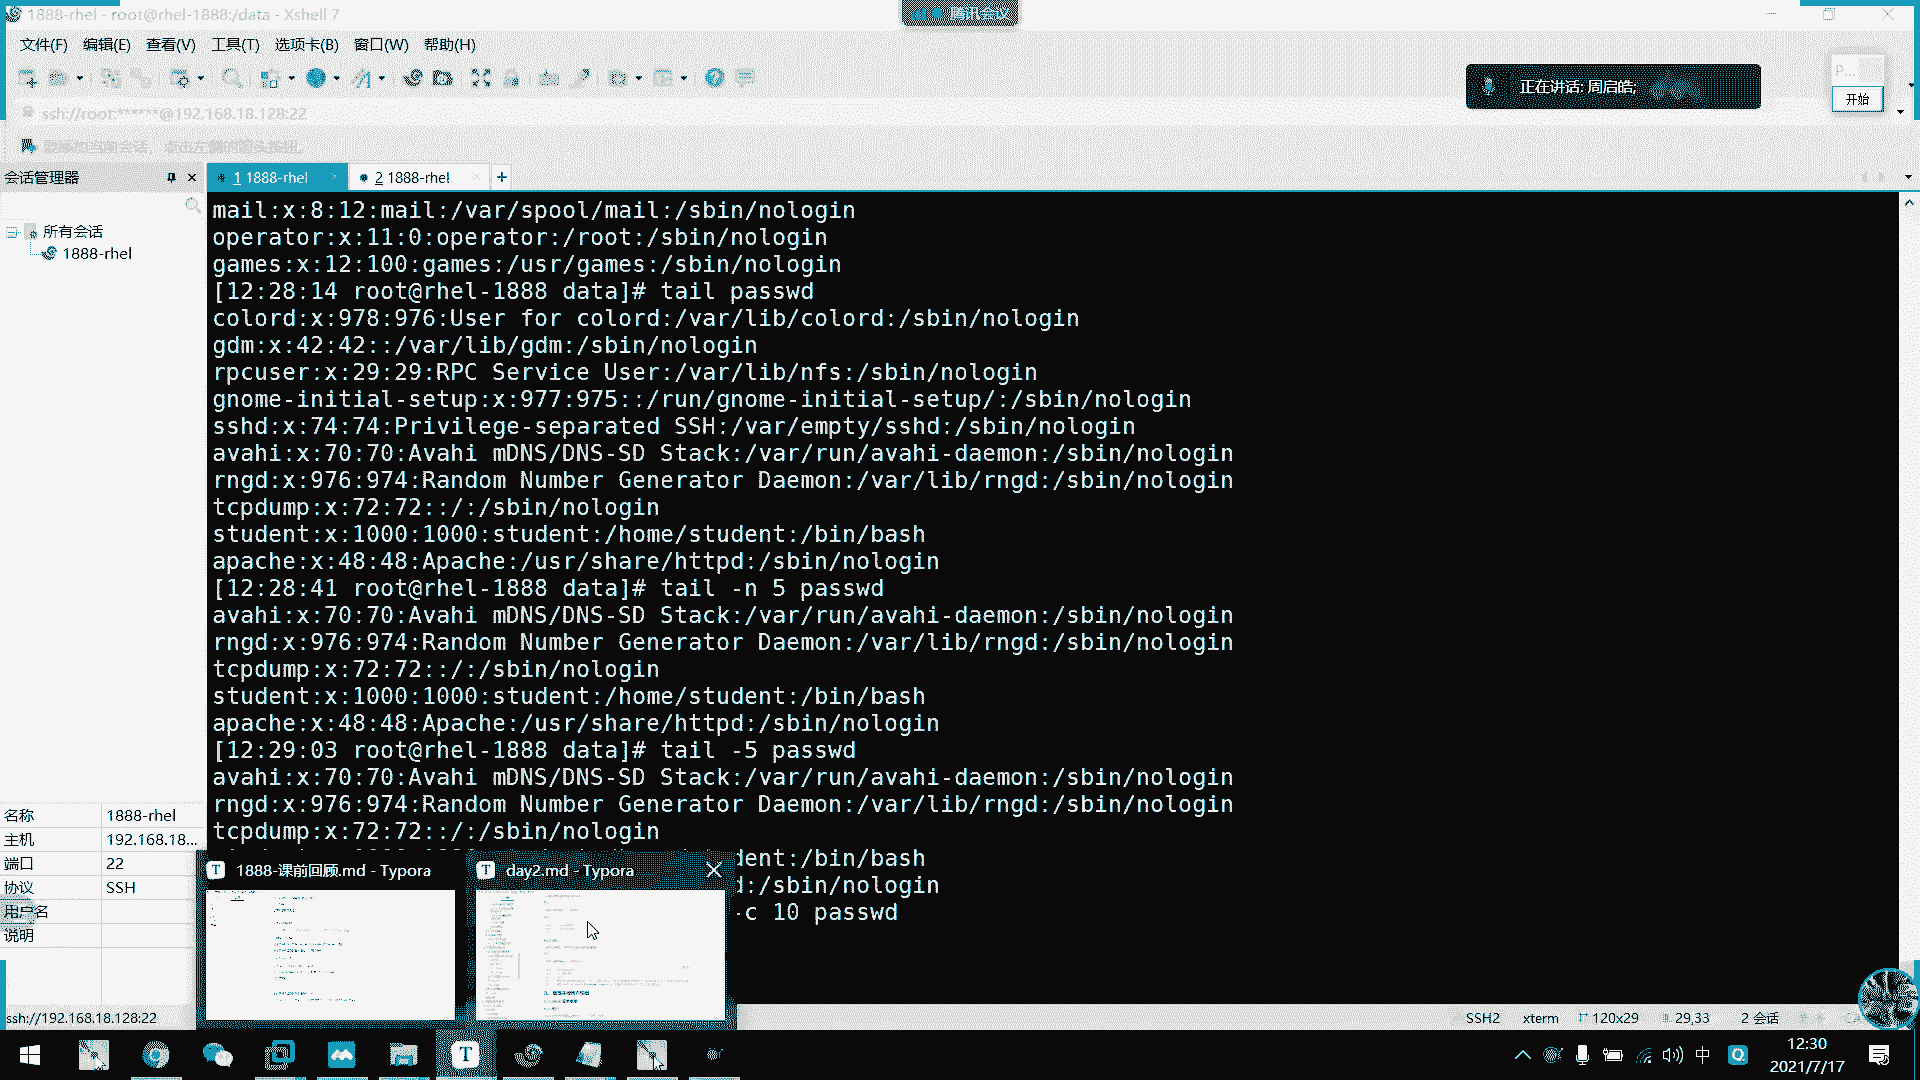 1888-rhel - root@rhel-1888:/data - Xshell 7
腾讯会议
文件(F) 编辑(E) 查看(V) 工具(T) 选项卡(B) 窗口(W) 帮助(H)
正在讲话: 周启皓;
P...
开始
ssh://root:******@192.168.18.128:22
要添加当前会话，点击左侧的箭头按钮。
会话管理器
1 1888-rhel
2 1888-rhel
所有会话
1888-rhel
mail:x:8:12:mail:/var/spool/mail:/sbin/nologin
operator:x:11:0:operator:/root:/sbin/nologin
games:x:12:100:games:/usr/games:/sbin/nologin
[12:28:14 root@rhel-1888 data]# tail passwd
colord:x:978:976:User for colord:/var/lib/colord:/sbin/nologin
gdm:x:42:42::/var/lib/gdm:/sbin/nologin
rpcuser:x:29:29:RPC Service User:/var/lib/nfs:/sbin/nologin
gnome-initial-setup:x:977:975::/run/gnome-initial-setup/:/sbin/nologin
sshd:x:74:74:Privilege-separated SSH:/var/empty/sshd:/sbin/nologin
avahi:x:70:70:Avahi mDNS/DNS-SD Stack:/var/run/avahi-daemon:/sbin/nologin
rngd:x:976:974:Random Number Generator Daemon:/var/lib/rngd:/sbin/nologin
tcpdump:x:72:72::/:/sbin/nologin
student:x:1000:1000:student:/home/student:/bin/bash
apache:x:48:48:Apache:/usr/share/httpd:/sbin/nologin
[12:28:41 root@rhel-1888 data]# tail -n 5 passwd
avahi:x:70:70:Avahi mDNS/DNS-SD Stack:/var/run/avahi-daemon:/sbin/nologin
rngd:x:976:974:Random Number Generator Daemon:/var/lib/rngd:/sbin/nologin
tcpdump:x:72:72::/:/sbin/nologin
student:x:1000:1000:student:/home/student:/bin/bash
apache:x:48:48:Apache:/usr/share/httpd:/sbin/nologin
[12:29:03 root@rhel-1888 data]# tail -5 passwd
avahi:x:70:70:Avahi mDNS/DNS-SD Stack:/var/run/avahi-daemon:/sbin/nologin
rngd:x:976:974:Random Number Generator Daemon:/var/lib/rngd:/sbin/nologin
tcpdump:x:72:72::/:/sbin/nologin
dent:/bin/bash
d:/sbin/nologin
-c 10 passwd
名称 1888-rhel
主机 192.168.18...
端口 22
协议 SSH
用户名
说明
1888-课前回顾.md - Typora
day2.md - Typora
ssh://192.168.18.128:22
SSH2 xterm 120x29 29,33 2 会话
中
12:30
2021/7/17